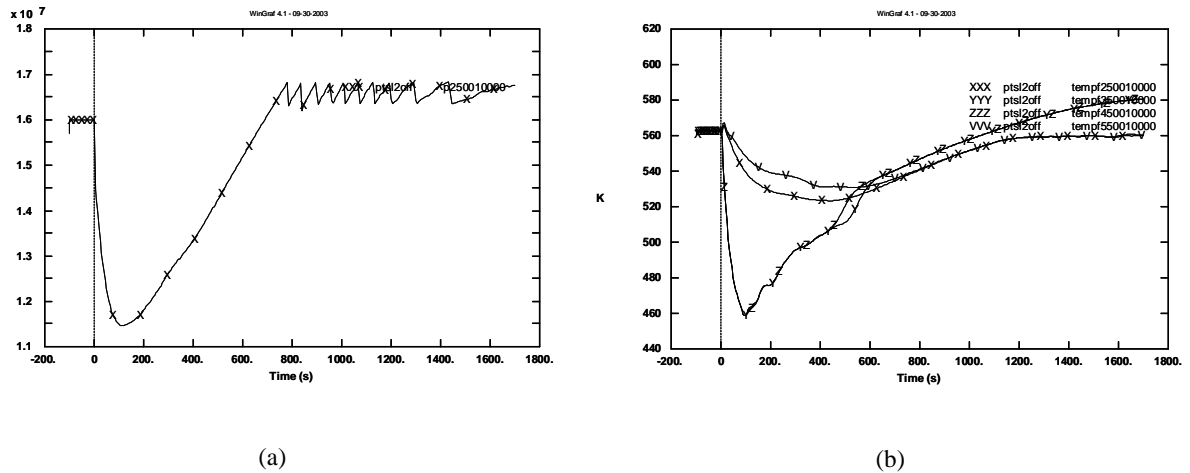 WinGraf 4.1 - 09-30-2003
x 10 7
1.8
1.7
1.6
1.5
1.4
1.3
1.2
1.1
XXX ptsl2off p250010000
-200. 0 200. 400. 600. 800. 1000. 1200. 1400. 1600. 1800.
Time (s)
(a)
WinGraf 4.1 - 09-30-2003
620
600
580
560
540
520
500
480
460
440
K
XXX ptsl2off tempf250010000
YYY ptsl2off tempf350010000
ZZZ ptsl2off tempf450010000
VVV ptsl2off tempf550010000
-200. 0 200. 400. 600. 800. 1000. 1200. 1400. 1600. 1800.
Time (s)
(b)